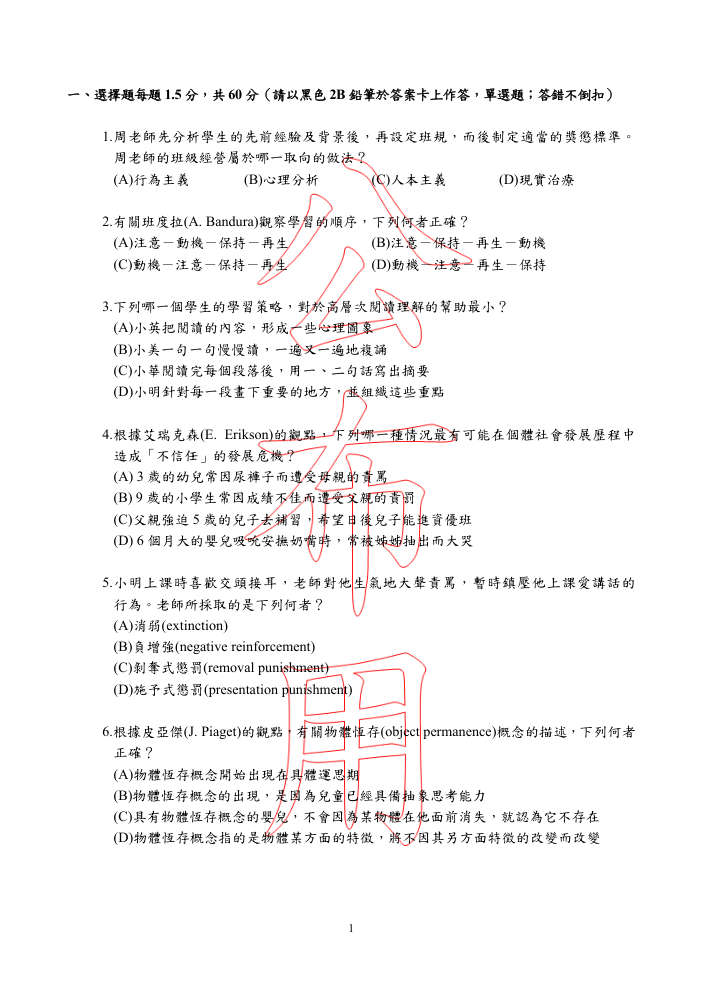 一、選擇題每題 1.5 分，共 60 分（請以黑色 2B 鉛筆於答案卡上作答，單選題；答錯不倒扣）
1.周老師先分析學生的先前經驗及背景後，再設定班規，而後制定適當的獎懲標準。
周老師的班級經營屬於哪一取向的做法？
(A)行為主義 (B)心理分析 (C)人本主義 (D)現實治療
2.有關班度拉(A. Bandura)觀察學習的順序，下列何者正確？
(A)注意－動機－保持－再生 (B)注意－保持－再生－動機
(C)動機－注意－保持－再生 (D)動機－注意－再生－保持
3.下列哪一個學生的學習策略，對於高層次閱讀理解的幫助最小？
(A)小英把閱讀的內容，形成一些心理圖象
(B)小美一句一句慢慢讀，一遍又一遍地複誦
(C)小華閱讀完每個段落後，用一、二句話寫出摘要
(D)小明針對每一段畫下重要的地方，並組織這些重點
4.根據艾瑞克森(E. Erikson)的觀點，下列哪一種情況最有可能在個體社會發展歷程中
造成「不信任」的發展危機？
(A) 3 歲的幼兒常因尿褲子而遭受母親的責罵
(B) 9 歲的小學生常因成績不佳而遭受父親的責罰
(C)父親強迫 5 歲的兒子去補習，希望日後兒子能進資優班
(D) 6 個月大的嬰兒吸吮安撫奶嘴時，常被姊姊抽出而大哭
5.小明上課時喜歡交頭接耳，老師對他生氣地大聲責罵，暫時鎮壓他上課愛講話的
行為。老師所採取的是下列何者？
(A)消弱(extinction)
(B)負增強(negative reinforcement)
(C)剝奪式懲罰(removal punishment)
(D)施予式懲罰(presentation punishment)
6.根據皮亞傑(J. Piaget)的觀點，有關物體恆存(object permanence)概念的描述，下列何者
正確？
(A)物體恆存概念開始出現在具體運思期
(B)物體恆存概念的出現，是因為兒童已經具備抽象思考能力
(C)具有物體恆存概念的嬰兒，不會因為某物體在他面前消失，就認為它不存在
(D)物體恆存概念指的是物體某方面的特徵，將不因其另方面特徵的改變而改變
公布用
1